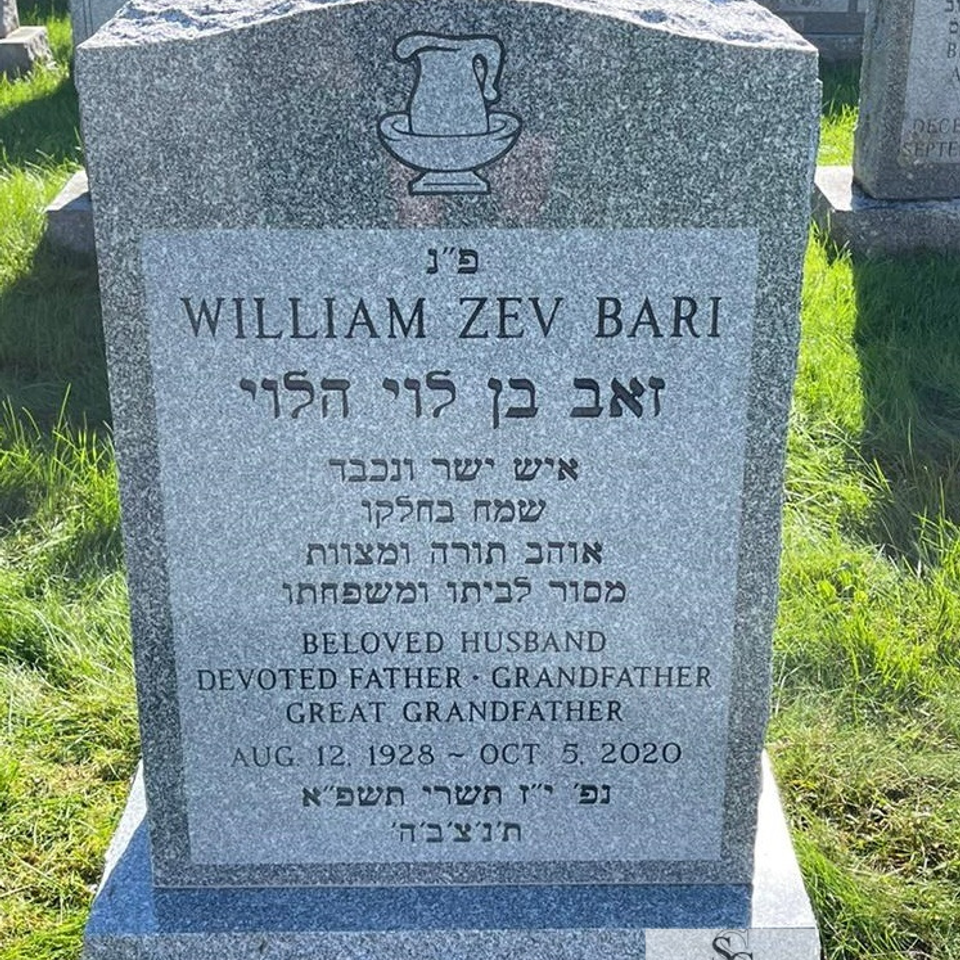 פ״נ
WILLIAM ZEV BARI
זאב בן לוי הלוי
איש ישר ונכבד
שמח בחלקו
אוהב תורה ומצוות
מסור לביתו ומשפחתו
BELOVED HUSBAND
DEVOTED FATHER · GRANDFATHER
GREAT GRANDFATHER
AUG. 12, 1928 ~ OCT. 5, 2020
נפ׳ י״ז תשרי תשפ״א
ת׳נ׳צ׳ב׳ה׳